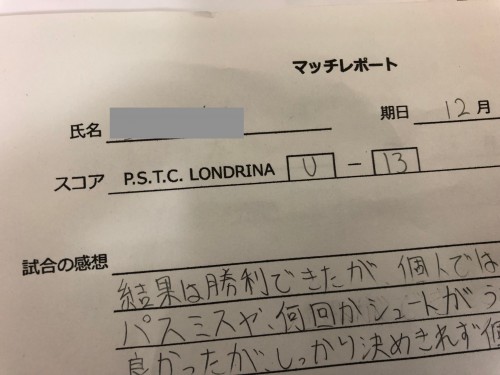 マッチレポート
氏名 期日 12月
スコア P.S.T.C. LONDRINA U - 13
試合の感想
結果は勝利できたが、個人では
パスミスや、何回かシュートがう
良かったが、しっかり決めきれず個